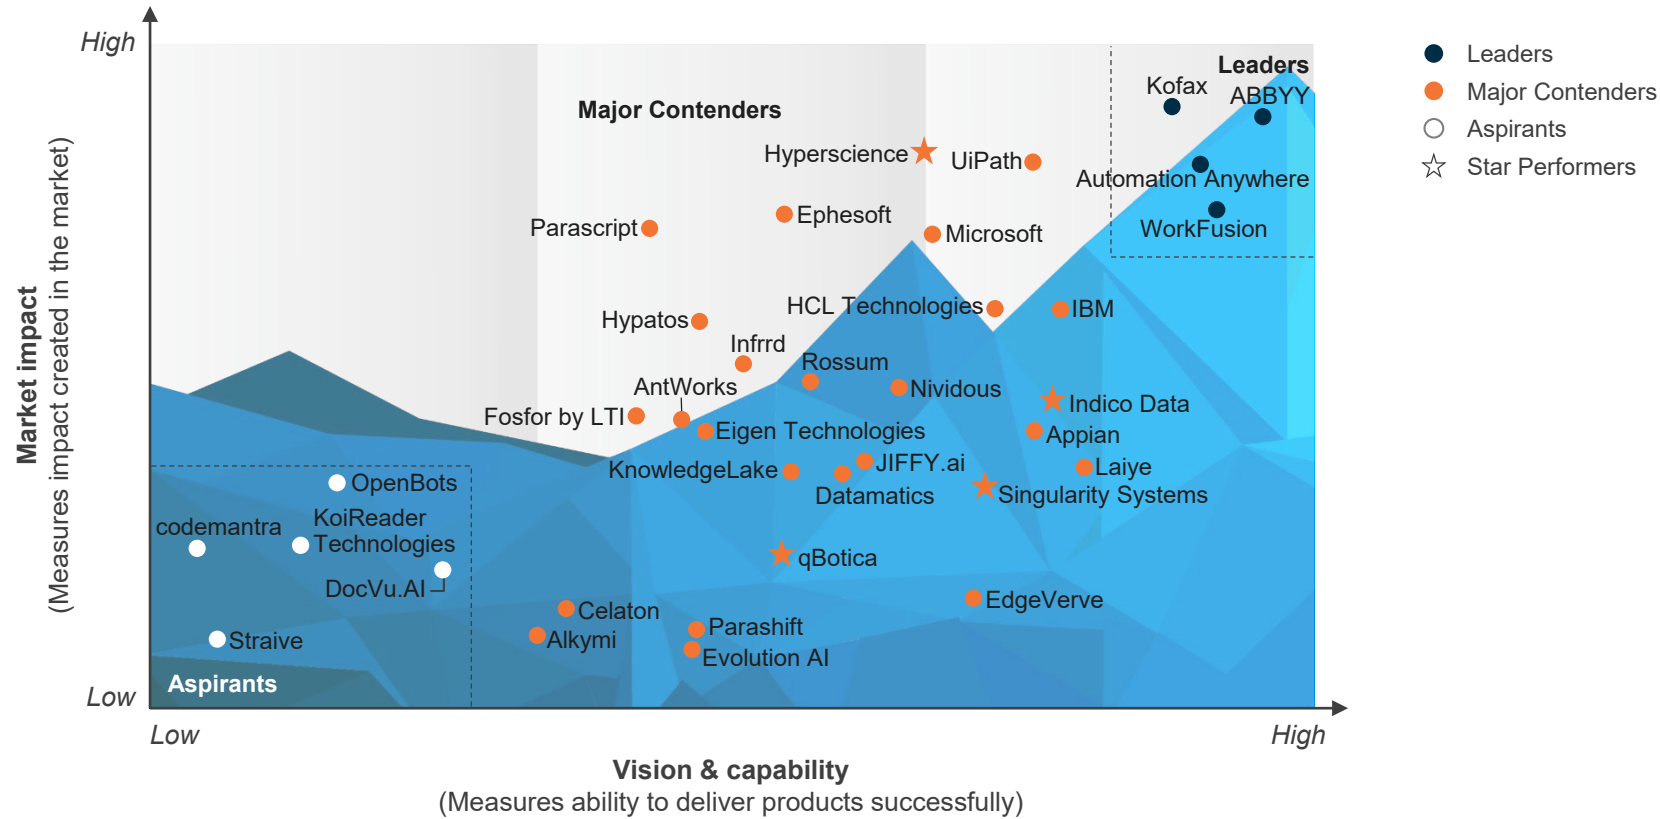 High
Leaders
Kofax
ABBYY
Major Contenders
Hyperscience
UiPath
Automation Anywhere
Parascript
Ephesoft
Microsoft
WorkFusion
HCL Technologies
IBM
Hypatos
Infrrd
Rossum
AntWorks
Nividous
Indico Data
Fosfor by LTI
Eigen Technologies
Appian
KnowledgeLake
JIFFY.ai
Laiye
Datamatics
Singularity Systems
OpenBots
codemantra
KoiReader
Technologies
qBotica
DocVu.AI
Celaton
EdgeVerve
Alkymi
Parashift
Straive
Evolution AI
Aspirants
Low
Low
High
Vision & capability
(Measures ability to deliver products successfully)
Market impact
(Measures impact created in the market)
Leaders
Major Contenders
Aspirants
Star Performers